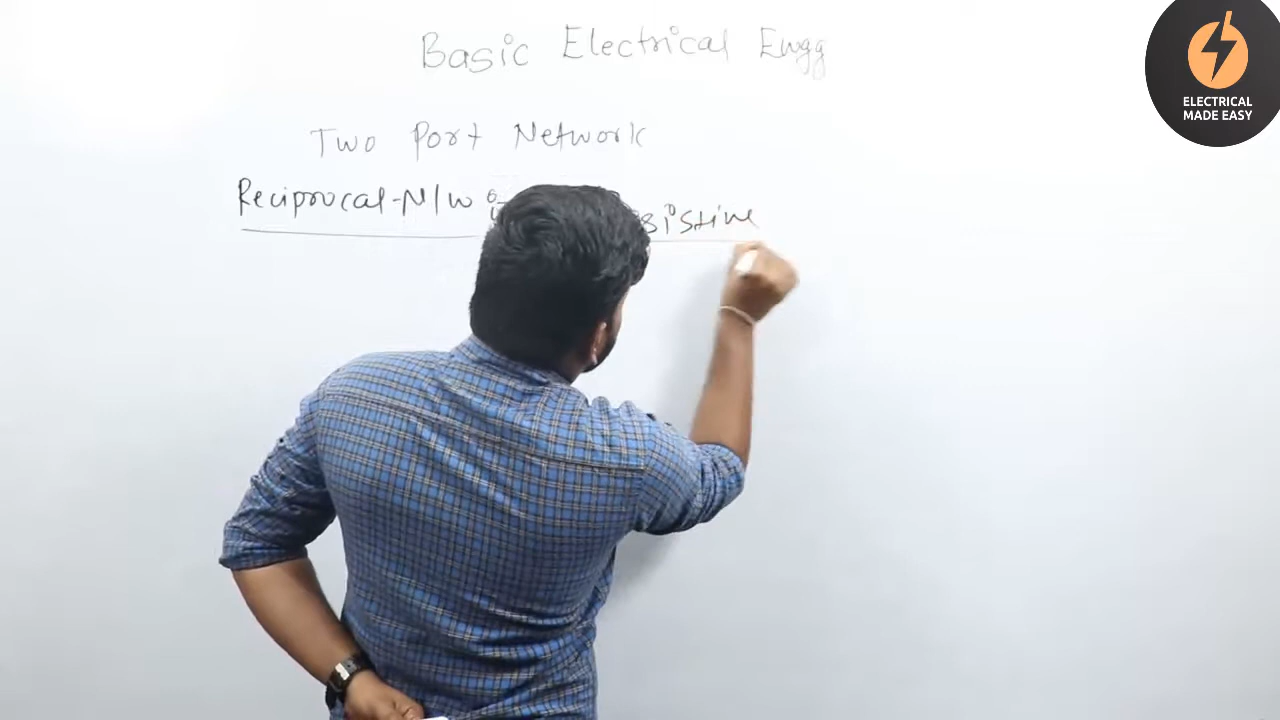 Basic Electrical Engg
Two Port Network
Reciprocal-N/W
ELECTRICAL
MADE EASY